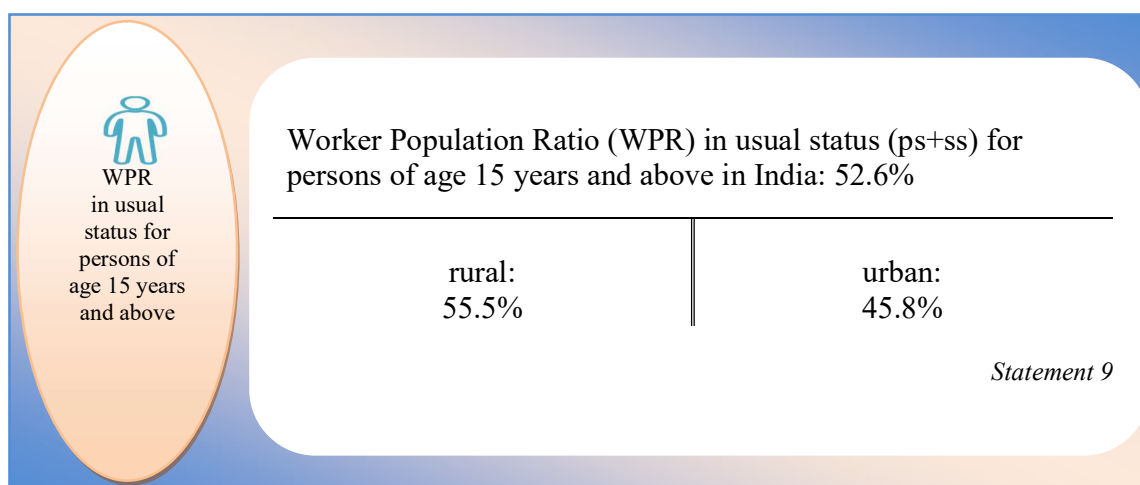 WPR
in usual
status for
persons of
age 15 years
and above
Worker Population Ratio (WPR) in usual status (ps+ss) for
persons of age 15 years and above in India: 52.6%
rural:
55.5%
urban:
45.8%
Statement 9